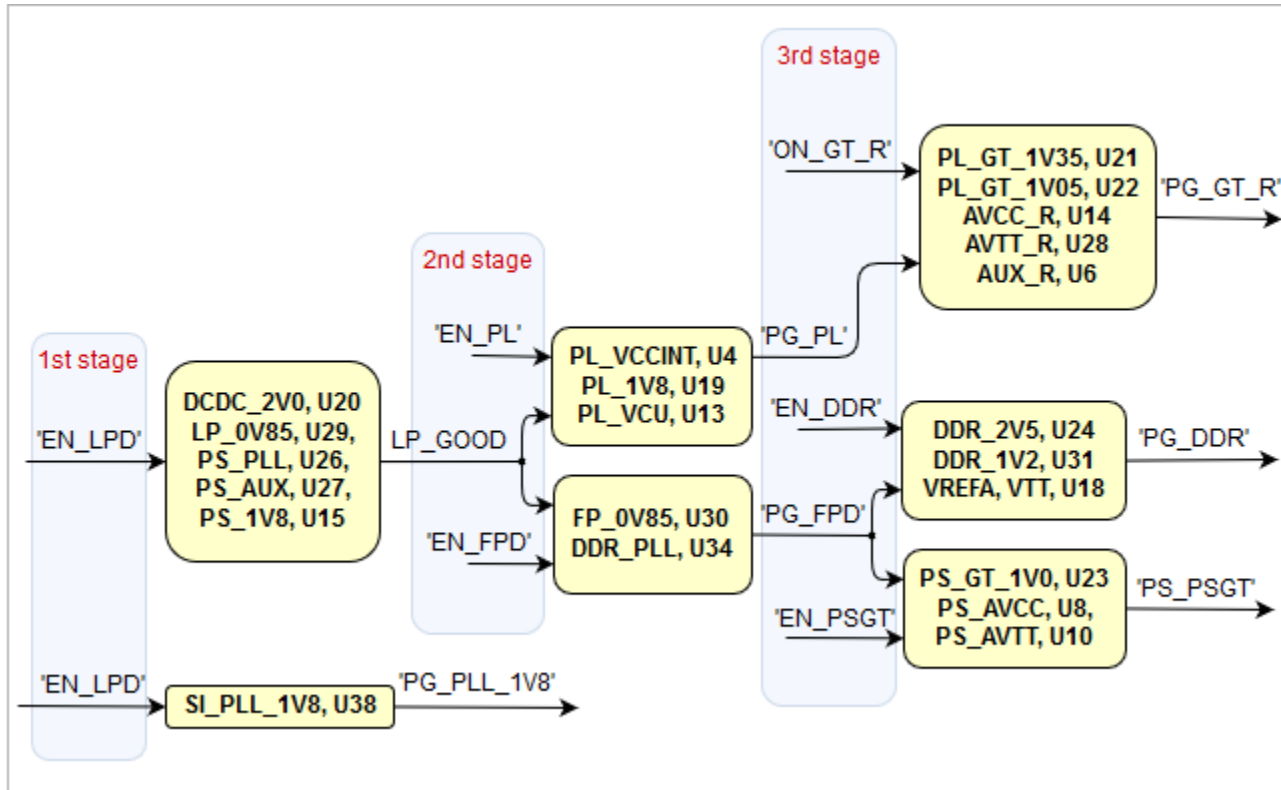 1st stage
'EN_LPD'
DCDC_2V0, U20
LP_0V85, U29
PS_PLL, U26,
PS_AUX, U27,
PS_1V8, U15
LP_GOOD
'EN_LPD'
SI_PLL_1V8, U38
'PG_PLL_1V8'
2nd stage
'EN_PL'
PL_VCCINT, U4
PL_1V8, U19
PL_VCU, U13
'PG_PL'
'EN_FPD'
FP_0V85, U30
DDR_PLL, U34
'PG_FPD'
3rd stage
'ON_GT_R'
PL_GT_1V35, U21
PL_GT_1V05, U22
AVCC_R, U14
AVTT_R, U28
AUX_R, U6
'PG_GT_R'
'EN_DDR'
DDR_2V5, U24
DDR_1V2, U31
VREFA, VTT, U18
'PG_DDR'
'EN_PSGT'
PS_GT_1V0, U23
PS_AVCC, U8,
PS_AVTT, U10
'PS_PSGT'